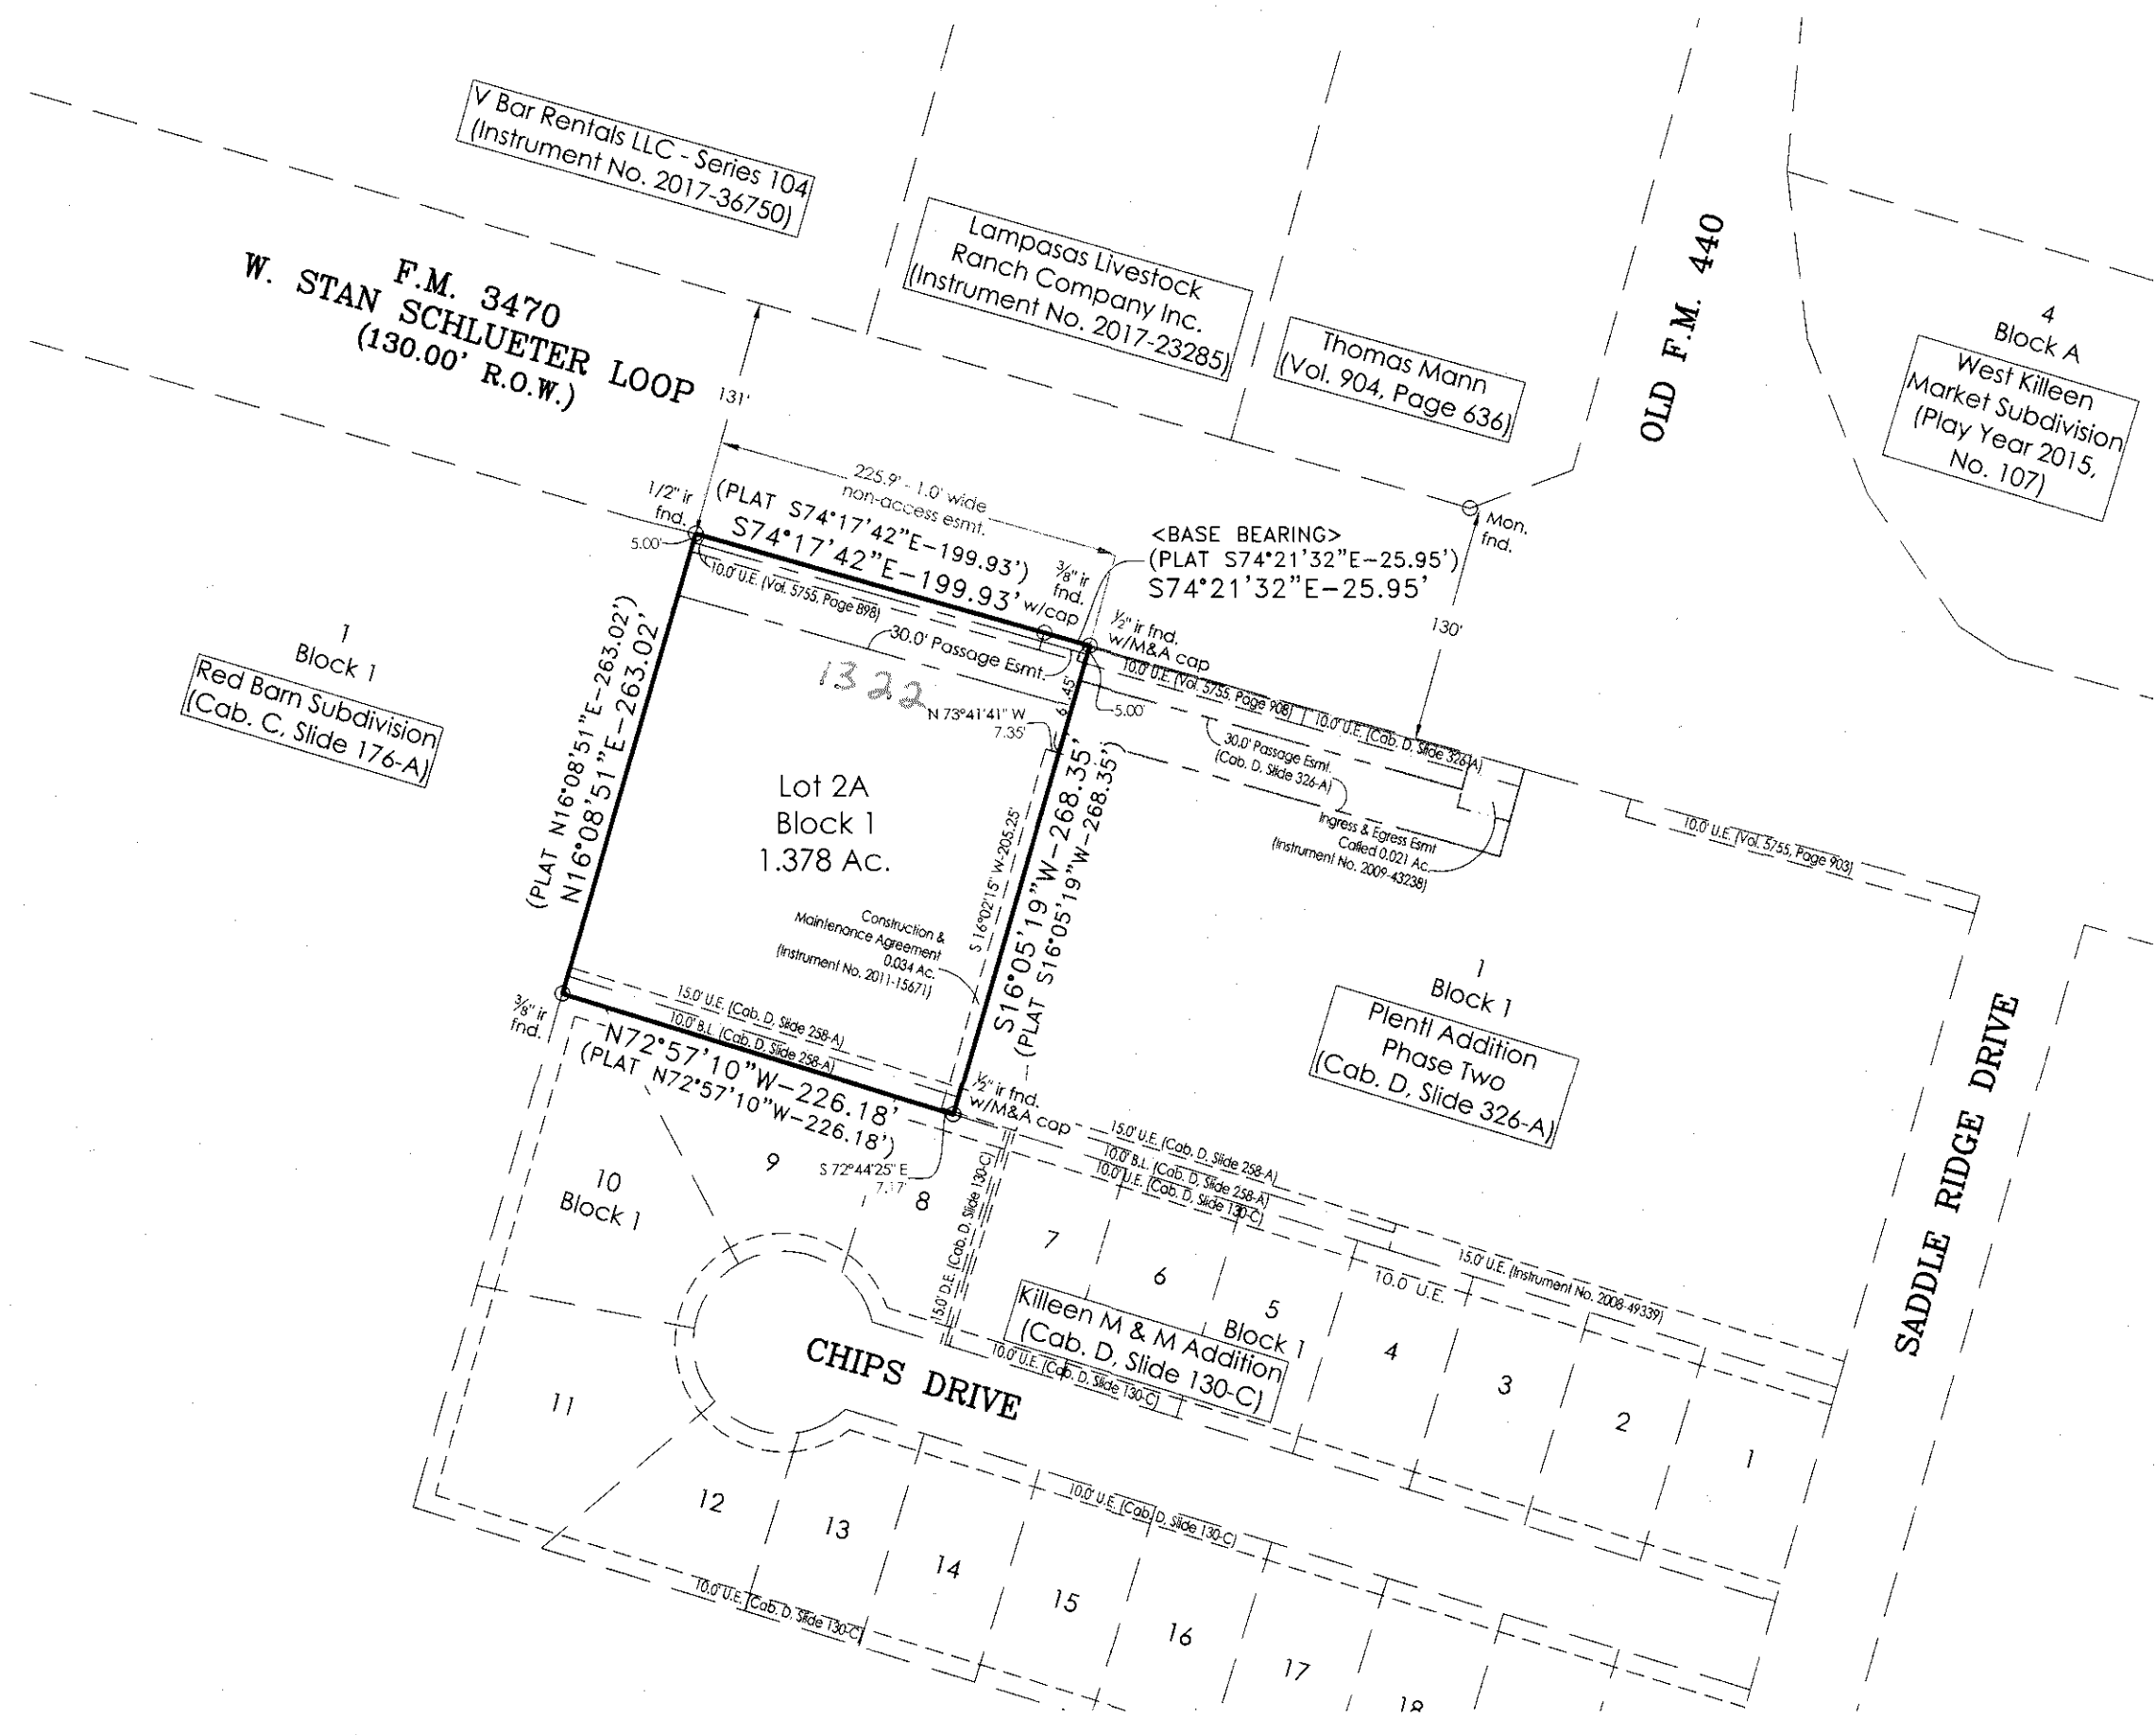 V Bar Rentals LLC - Series 104
(Instrument No. 2017-36750)
F.M. 3470
W. STAN SCHLUETER LOOP
(130.00' R.O.W.)
Lampasas Livestock
Ranch Company Inc.
(Instrument No. 2017-23285)
Thomas Mann
(Vol. 904, Page 636)
OLD F.M. 440
4
Block A
West Killeen
Market Subdivision
(Play Year 2015,
No. 107)
131'
225.9' - 1.0' wide
non-access esmt.
(PLAT S74°17'42"E-199.93')
S74°17'42"E-199.93'
1/2" ir
fnd.
5.00'
3/8" ir
fnd.
w/cap
<BASE BEARING>
(PLAT S74°21'32"E-25.95')
S74°21'32"E-25.95'
Mon.
fnd.
130'
1/2" ir fnd.
w/M&A cap
10.0' U.E. (Vol. 5755, Page 898)
30.0' Passage Esmt.
1322
N 73°41'41" W
7.35'
61.45'
5.00'
10.0' U.E. (Vol. 5755, Page 908)
10.0' U.E. (Cab. D, Slide 326-A)
30.0' Passage Esmt.
(Cab. D, Slide 326-A)
Ingress & Egress Esmt
Called 0.021 Ac.
(Instrument No. 2009-43238)
10.0' U.E. (Vol. 5755, Page 903)
1
Block 1
Red Barn Subdivision
(Cab. C, Slide 176-A)
(PLAT N16°08'51"E-263.02')
N16°08'51"E-263.02'
Lot 2A
Block 1
1.378 Ac.
Construction &
Maintenance Agreement
0.034 Ac.
(Instrument No. 2011-15671)
S 16°02'15" W-205.25'
S16°05'19"W-268.35'
(PLAT S16°05'19"W-268.35')
1
Block 1
Plentl Addition
Phase Two
(Cab. D, Slide 326-A)
SADDLE RIDGE DRIVE
3/8" ir
fnd.
15.0' U.E. (Cab. D, Slide 258-A)
10.0' B.L. (Cab. D, Slide 258-A)
N72°57'10"W-226.18'
(PLAT N72°57'10"W-226.18')
1/2" ir fnd.
w/M&A cap
S 72°44'25" E
7.17'
15.0' U.E. (Cab. D, Slide 258-A)
10.0' B.L. (Cab. D, Slide 258-A)
10.0' U.E. (Cab. D, Slide 130-C)
15.0' U.E. (Instrument No. 2008-49339)
10.0 U.E.
15.0' D.E. (Cab. D, Slide 130-C)
10
Block 1
9
8
7
6
5
Block 1
4
3
2
1
Killeen M & M Addition
(Cab. D, Slide 130-C)
10.0' U.E. (Cab. D, Slide 130-C)
CHIPS DRIVE
11
12
13
14
15
16
17
18
10.0' U.E. (Cab. D, Slide 130-C)
10.0' U.E. (Cab. D, Slide 130-C)